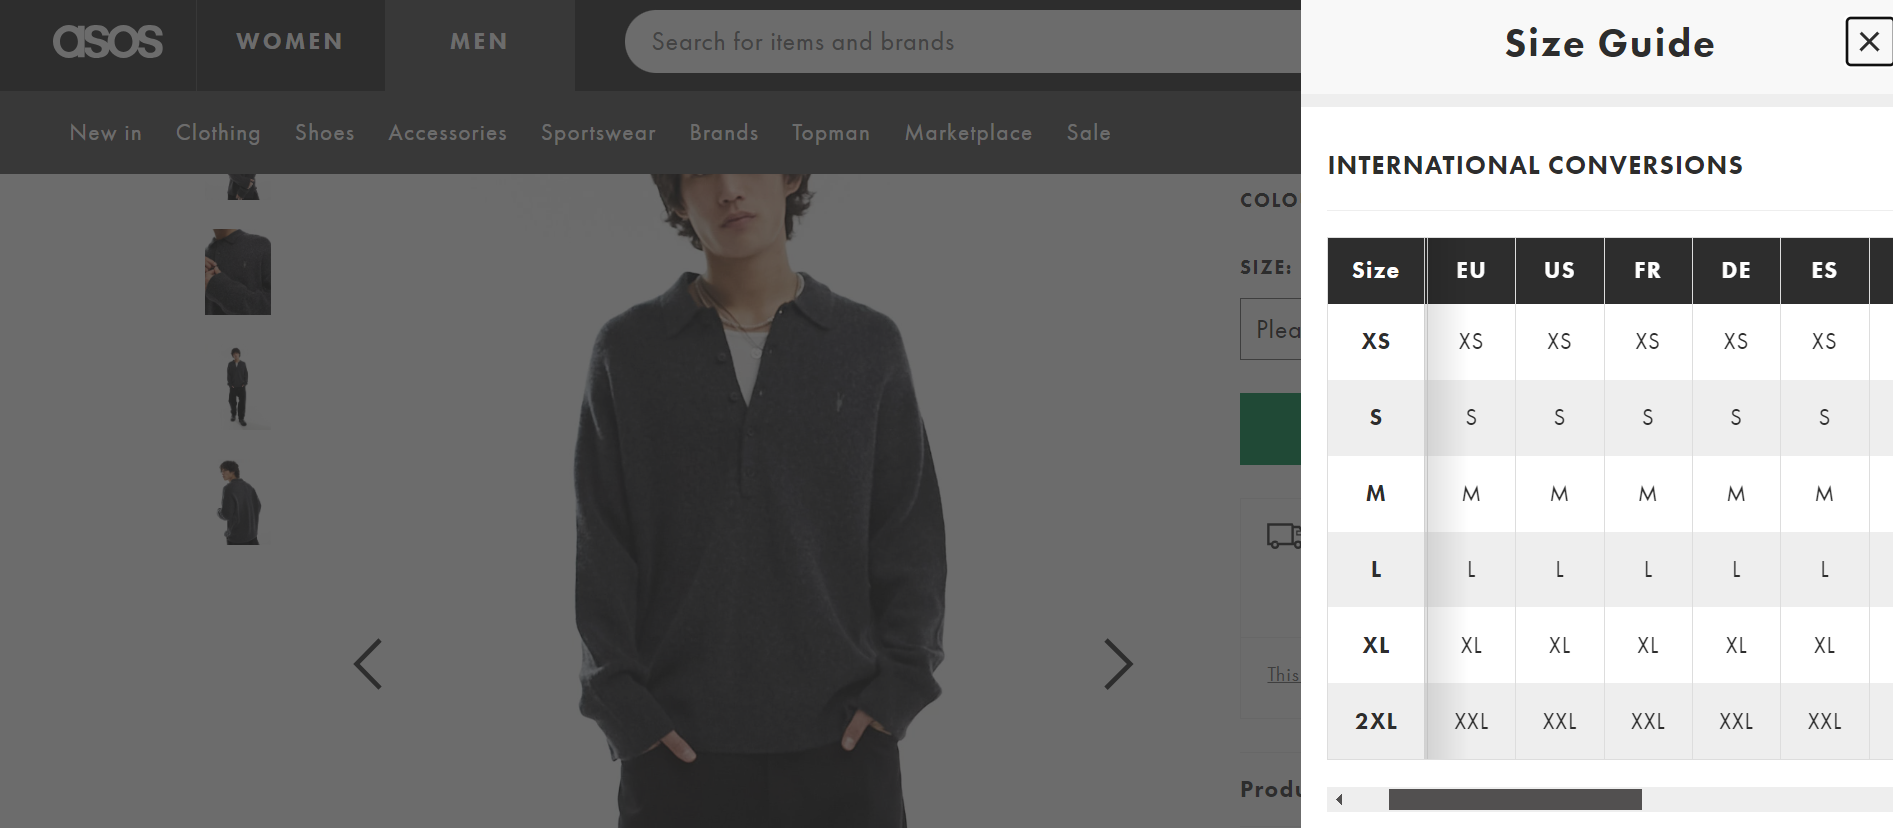 asos
WOMEN
MEN
Search for items and brands
New in Clothing Shoes Accessories Sportswear Brands Topman Marketplace Sale
COLO
SIZE:
Plea
This
Produ
Size Guide
INTERNATIONAL CONVERSIONS
Size EU US FR DE ES
XS XS XS XS XS XS
S S S S S S
M M M M M M
L L L L L L
XL XL XL XL XL XL
2XL XXL XXL XXL XXL XXL